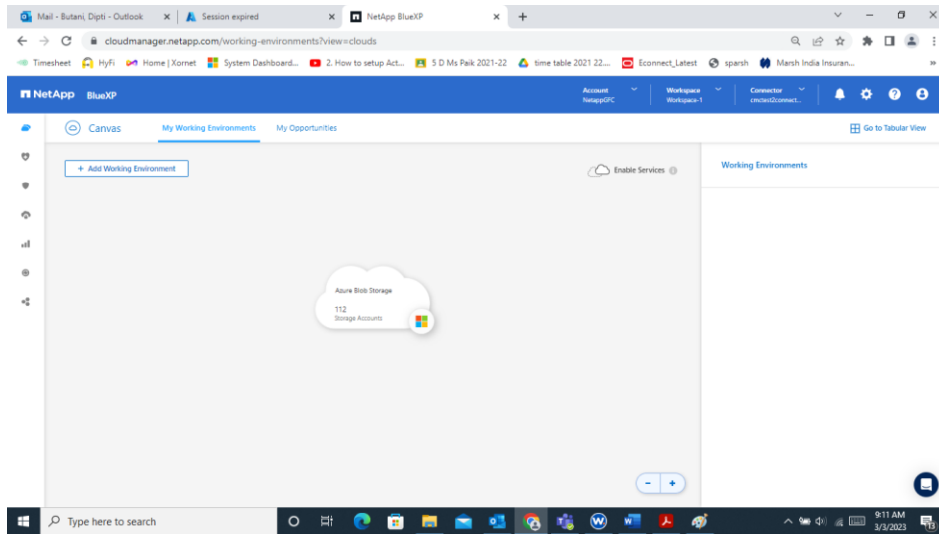 Mail - Butani, Dipti - Outlook
Session expired
NetApp BlueXP
cloudmanager.netapp.com/working-environments?view=clouds
Timesheet
HyFi
Home | Xornet
System Dashboard...
2. How to setup Act...
5 D Ms Paik 2021-22
time table 2021 22....
Econnect_Latest
sparsh
Marsh India Insuran...
NetApp BlueXP
Account
NetappGFC
Workspace
Workspace-1
Connector
cmctest2connect...
Canvas
My Working Environments
My Opportunities
Go to Tabular View
+ Add Working Environment
Enable Services
Working Environments
Azure Blob Storage
112
Storage Accounts
- +
Type here to search
9:11 AM
3/3/2023